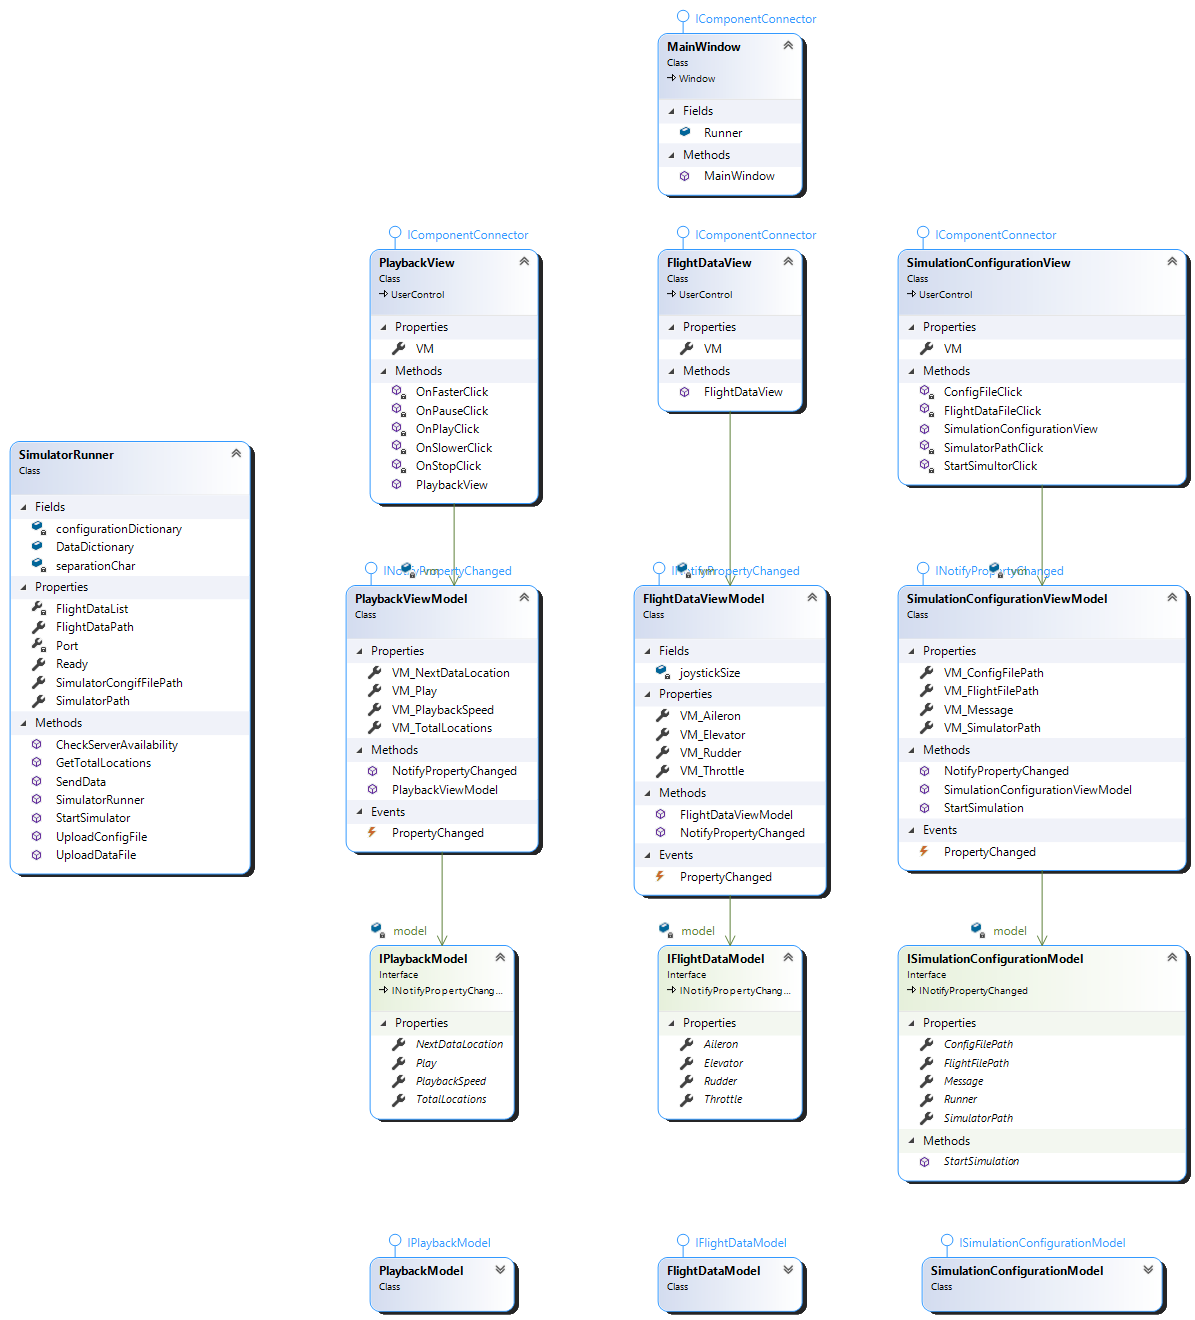 IComponentConnector
MainWindow
Class
Window
Fields
Runner
Methods
MainWindow
IComponentConnector
PlaybackView
Class
UserControl
Properties
VM
Methods
OnFasterClick
OnPauseClick
OnPlayClick
OnSlowerClick
OnStopClick
PlaybackView
IComponentConnector
FlightDataView
Class
UserControl
Properties
VM
Methods
FlightDataView
IComponentConnector
SimulationConfigurationView
Class
UserControl
Properties
VM
Methods
ConfigFileClick
FlightDataFileClick
SimulationConfigurationView
SimulatorPathClick
StartSimultorClick
SimulatorRunner
Class
Fields
configurationDictionary
DataDictionary
separationChar
Properties
FlightDataList
FlightDataPath
Port
Ready
SimulatorCongifFilePath
SimulatorPath
Methods
CheckServerAvailability
GetTotalLocations
SendData
SimulatorRunner
StartSimulator
UploadConfigFile
UploadDataFile
INotifyPropertyChanged
vm
PlaybackViewModel
Class
Properties
VM_NextDataLocation
VM_Play
VM_PlaybackSpeed
VM_TotalLocations
Methods
NotifyPropertyChanged
PlaybackViewModel
Events
PropertyChanged
INotifyPropertyChanged
vm
FlightDataViewModel
Class
Fields
joystickSize
Properties
VM_Aileron
VM_Elevator
VM_Rudder
VM_Throttle
Methods
FlightDataViewModel
NotifyPropertyChanged
Events
PropertyChanged
INotifyPropertyChanged
vm
SimulationConfigurationViewModel
Class
Properties
VM_ConfigFilePath
VM_FlightFilePath
VM_Message
VM_SimulatorPath
Methods
NotifyPropertyChanged
SimulationConfigurationViewModel
StartSimulation
Events
PropertyChanged
model
IPlaybackModel
Interface
INotifyPropertyChang...
Properties
NextDataLocation
Play
PlaybackSpeed
TotalLocations
model
IFlightDataModel
Interface
INotifyPropertyChang...
Properties
Aileron
Elevator
Rudder
Throttle
model
ISimulationConfigurationModel
Interface
INotifyPropertyChanged
Properties
ConfigFilePath
FlightFilePath
Message
Runner
SimulatorPath
Methods
StartSimulation
IPlaybackModel
PlaybackModel
Class
IFlightDataModel
FlightDataModel
Class
ISimulationConfigurationModel
SimulationConfigurationModel
Class